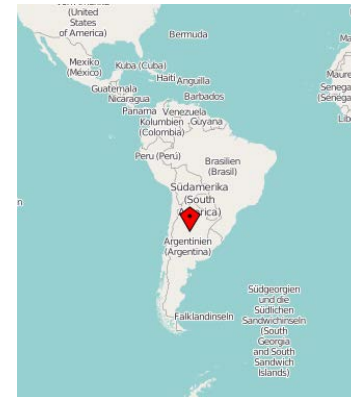 (United
States
of America)
Bermuda
Mexiko
(México)
Kuba (Cuba)
Haiti
Anguilla
Guatemala
Nicaragua
Barbados
Panama
Venezuela
Kolumbien
(Colombia)
Guyana
Peru (Perú)
Brasilien
(Brasil)
Südamerika
(South
Argentinien
(Argentina)
Falklandinseln
Südgeorgien
und die
Südlichen
Sandwichinseln
(South
Georgia
and South
Sandwich
Islands)
Ma
Maure
Senega
(Sénéga
Lib
n